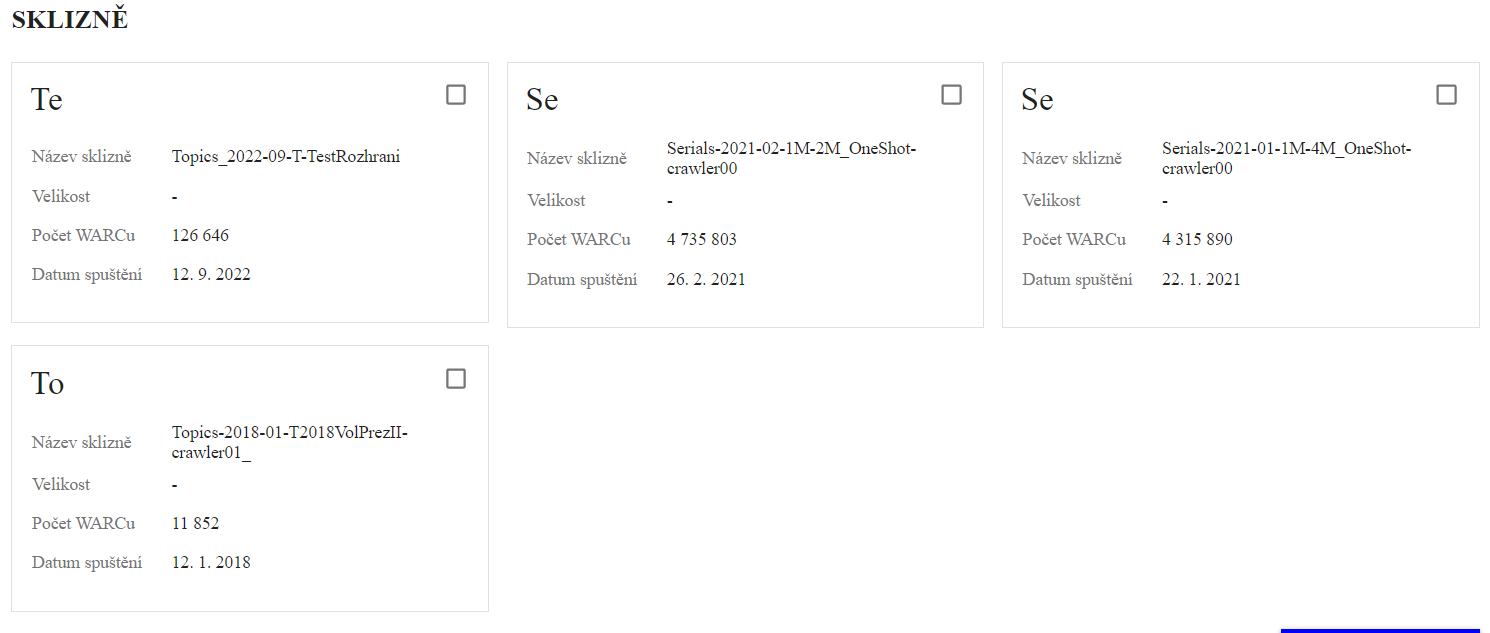 SKLIZNĚ
Te
Název sklizně Topics_2022-09-T-TestRozhrani
Velikost -
Počet WARCu 126 646
Datum spuštění 12. 9. 2022
Se
Název sklizně Serials-2021-02-1M-2M_OneShot-
crawler00
Velikost -
Počet WARCu 4 735 803
Datum spuštění 26. 2. 2021
Se
Název sklizně Serials-2021-01-1M-4M_OneShot-
crawler00
Velikost -
Počet WARCu 4 315 890
Datum spuštění 22. 1. 2021
To
Název sklizně Topics-2018-01-T2018VolPrezII-
crawler01_
Velikost -
Počet WARCu 11 852
Datum spuštění 12. 1. 2018